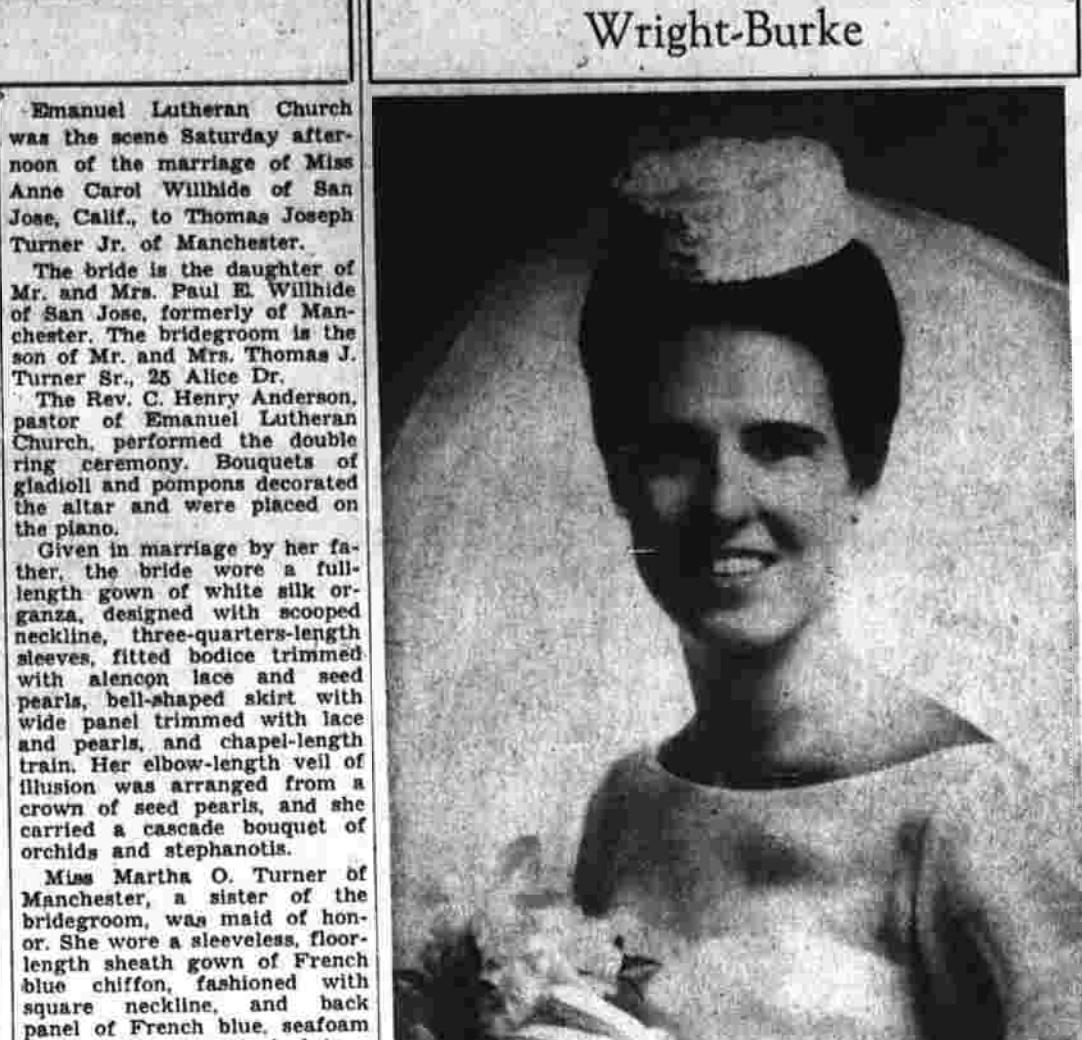 Wright-Burke
Emanuel Lutheran Church
was the scene Saturday after-
noon of the marriage of Miss
Anne Carol Willhide of San
Jose, Calif., to Thomas Joseph
Turner Jr. of Manchester.
The bride is the daughter of
Mr. and Mrs. Paul E. Willhide
of San Jose, formerly of Man-
chester. The bridegroom is the
son of Mr. and Mrs. Thomas J.
Turner Sr., 25 Alice Dr.
The Rev. C. Henry Anderson,
pastor of Emanuel Lutheran
Church, performed the double
ring ceremony. Bouquets of
gladioli and pompons decorated
the altar and were placed on
the piano.
Given in marriage by her fa-
ther, the bride wore a full-
length gown of white silk or-
ganza, designed with scooped
neckline, three-quarters-length
sleeves, fitted bodice trimmed
with alencon lace and seed
pearls, bell-shaped skirt with
wide panel trimmed with lace
and pearls, and chapel-length
train. Her elbow-length veil of
illusion was arranged from a
crown of seed pearls, and she
carried a cascade bouquet of
orchids and stephanotis.
Miss Martha O. Turner of
Manchester, a sister of the
bridegroom, was maid of hon-
or. She wore a sleeveless, floor-
length sheath gown of French
blue chiffon, fashioned with
square neckline, and back
panel of French blue, seafoam